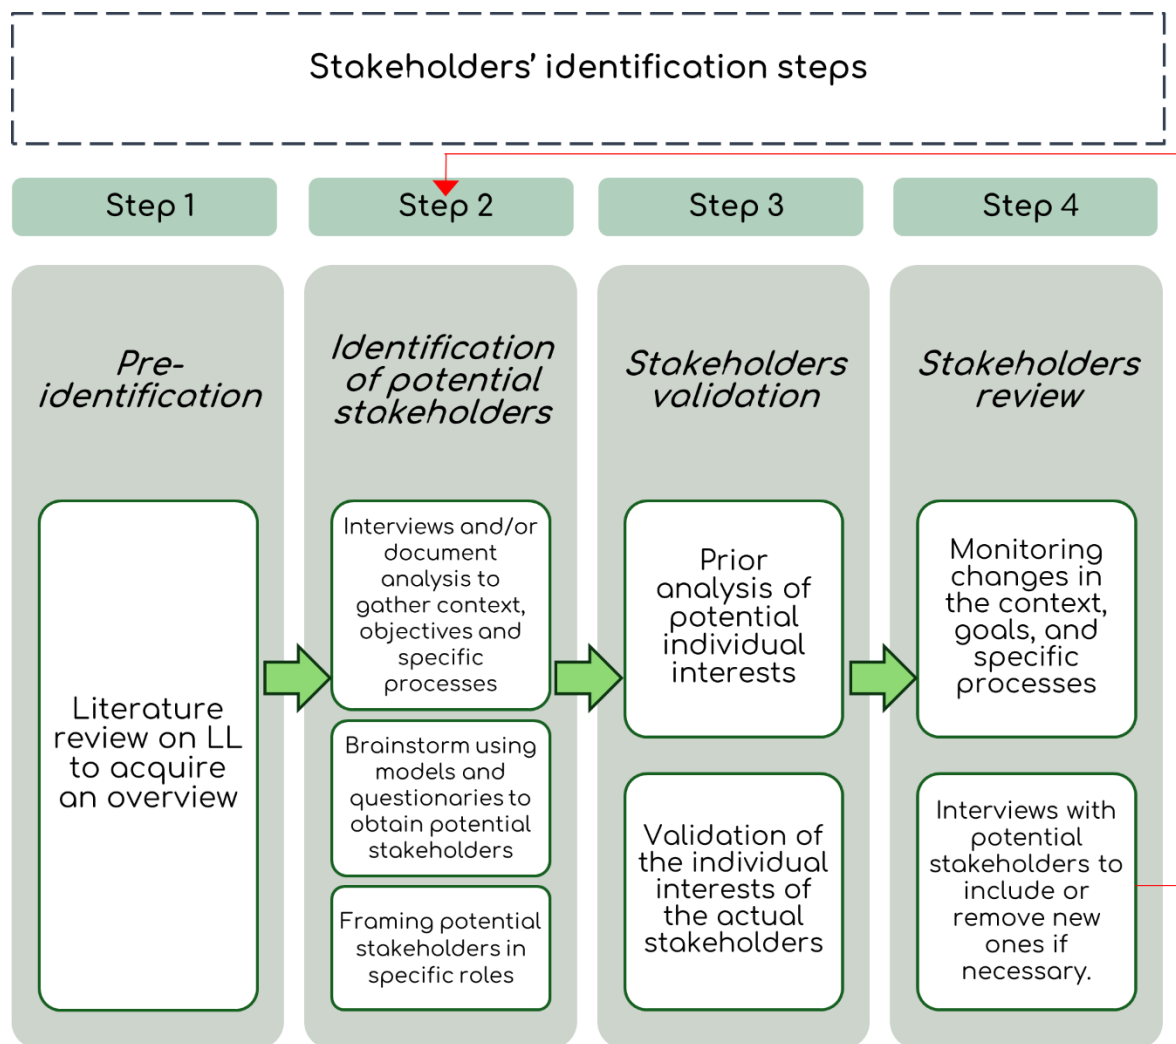 Stakeholders’ identification steps
Step 1
Step 2
Step 3
Step 4
Pre-
identification
Identification
of potential
stakeholders
Stakeholders
validation
Stakeholders
review
Literature
review on LL
to acquire
an overview
Interviews and/or
document
analysis to
gather context,
objectives and
specific
processes
Brainstorm using
models and
questionaries to
obtain potential
stakeholders
Framing potential
stakeholders in
specific roles
Prior
analysis of
potential
individual
interests
Validation of
the individual
interests of
the actual
stakeholders
Monitoring
changes in
the context,
goals, and
specific
processes
Interviews with
potential
stakeholders to
include or
remove new
ones if
necessary.